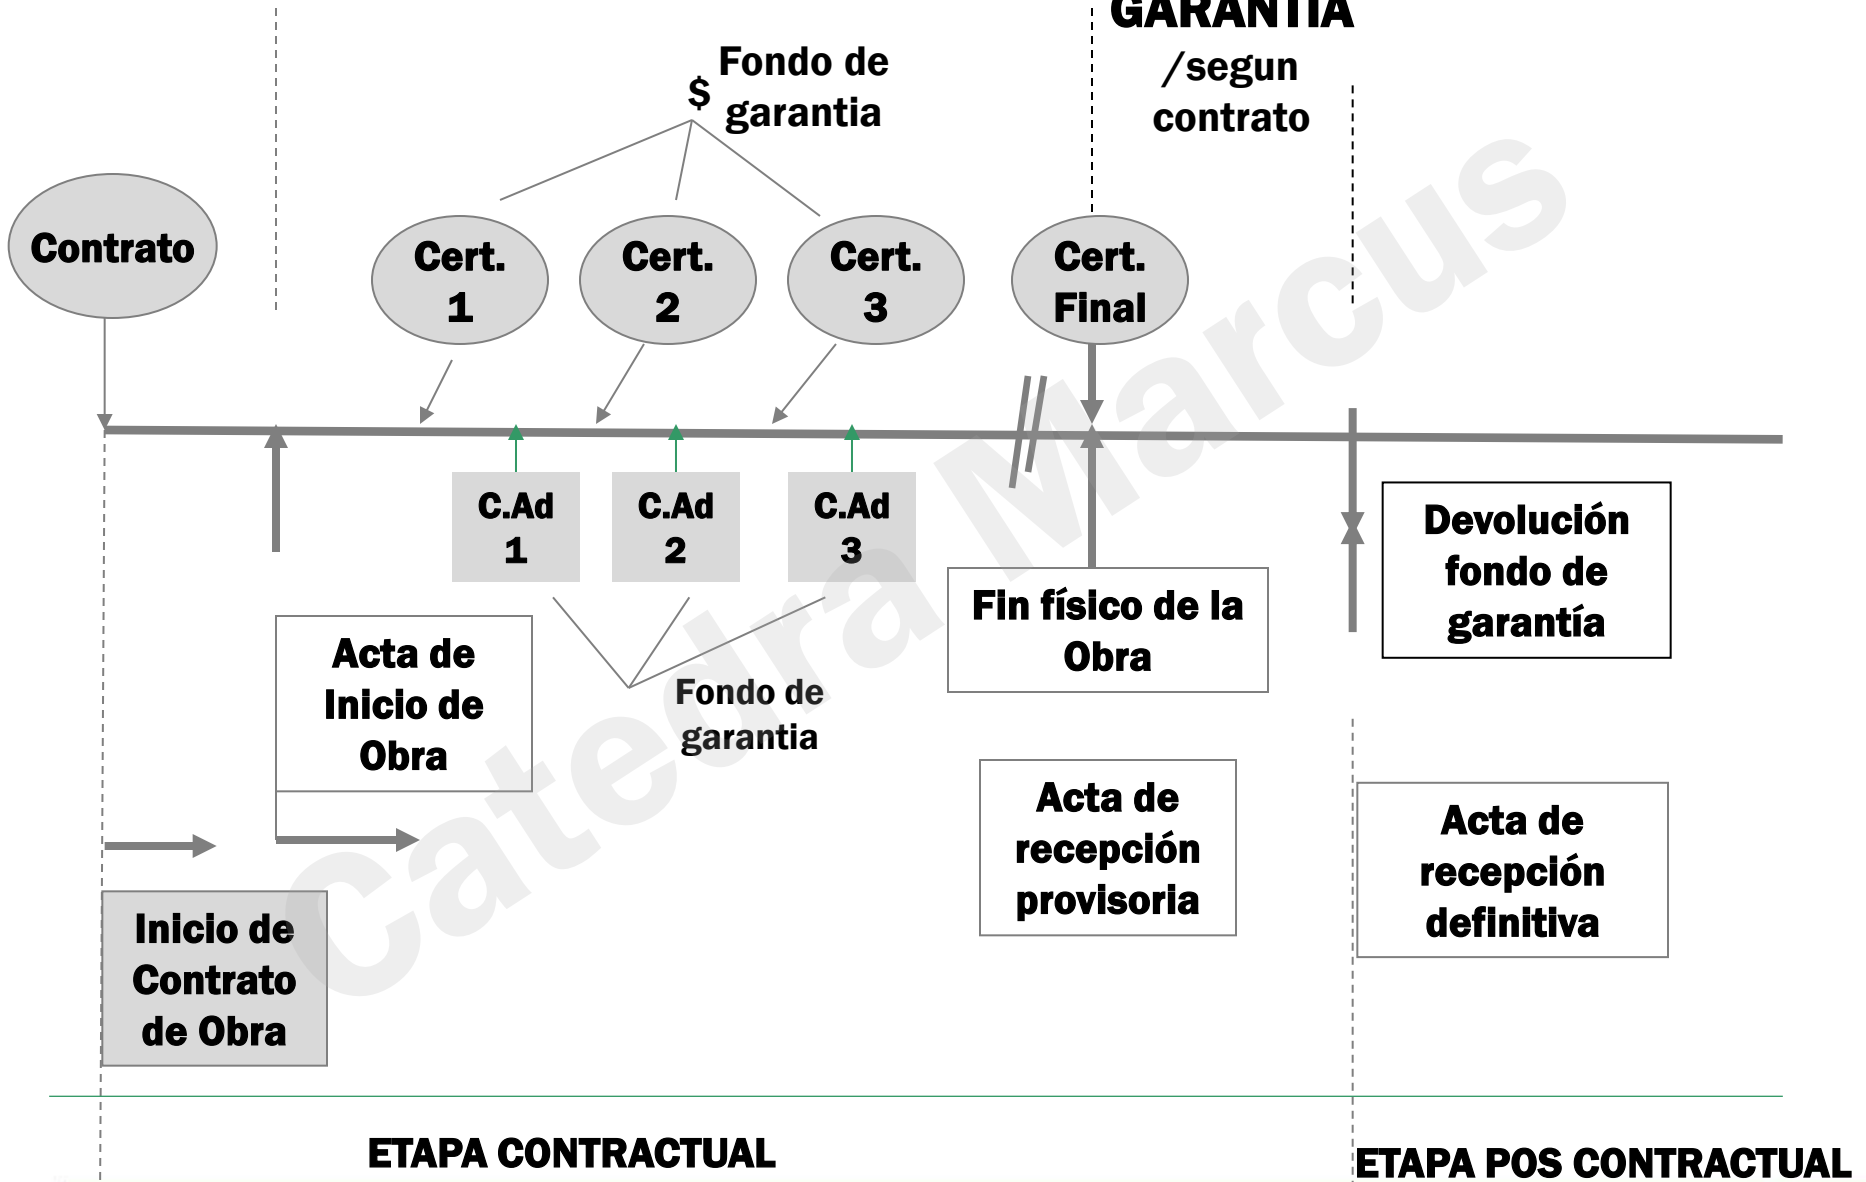 GARANTIA
/segun
contrato
$
Fondo de
garantia
Contrato
Cert.
1
Cert.
2
Cert.
3
Cert.
Final
C.Ad
1
C.Ad
2
C.Ad
3
Devolución
fondo de
garantía
Fin físico de la
Obra
Acta de
Inicio de
Obra
Fondo de
garantia
Acta de
recepción
provisoria
Acta de
recepción
definitiva
Inicio de
Contrato
de Obra
ETAPA CONTRACTUAL
ETAPA POS CONTRACTUAL
Catedra Marcus